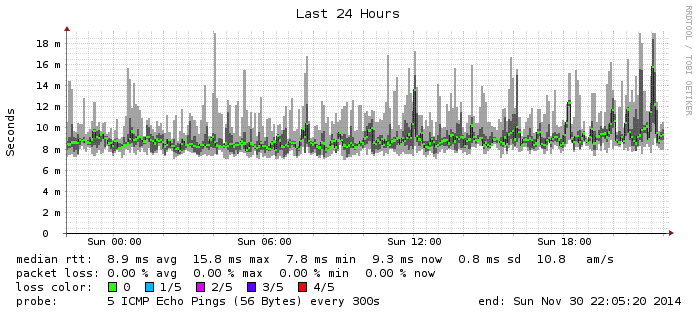 Last 24 Hours
RRDTOOL / TOBI OETIKER
Seconds
18 m
16 m
14 m
12 m
10 m
8 m
6 m
4 m
2 m
0
Sun 00:00 Sun 06:00 Sun 12:00 Sun 18:00
median rtt: 8.9 ms avg 15.8 ms max 7.8 ms min 9.3 ms now 0.8 ms sd 10.8 am/s
packet loss: 0.00 % avg 0.00 % max 0.00 % min 0.00 % now
loss color: 0 1/5 2/5 3/5 4/5
probe: 5 ICMP Echo Pings (56 Bytes) every 300s end: Sun Nov 30 22:05:20 2014